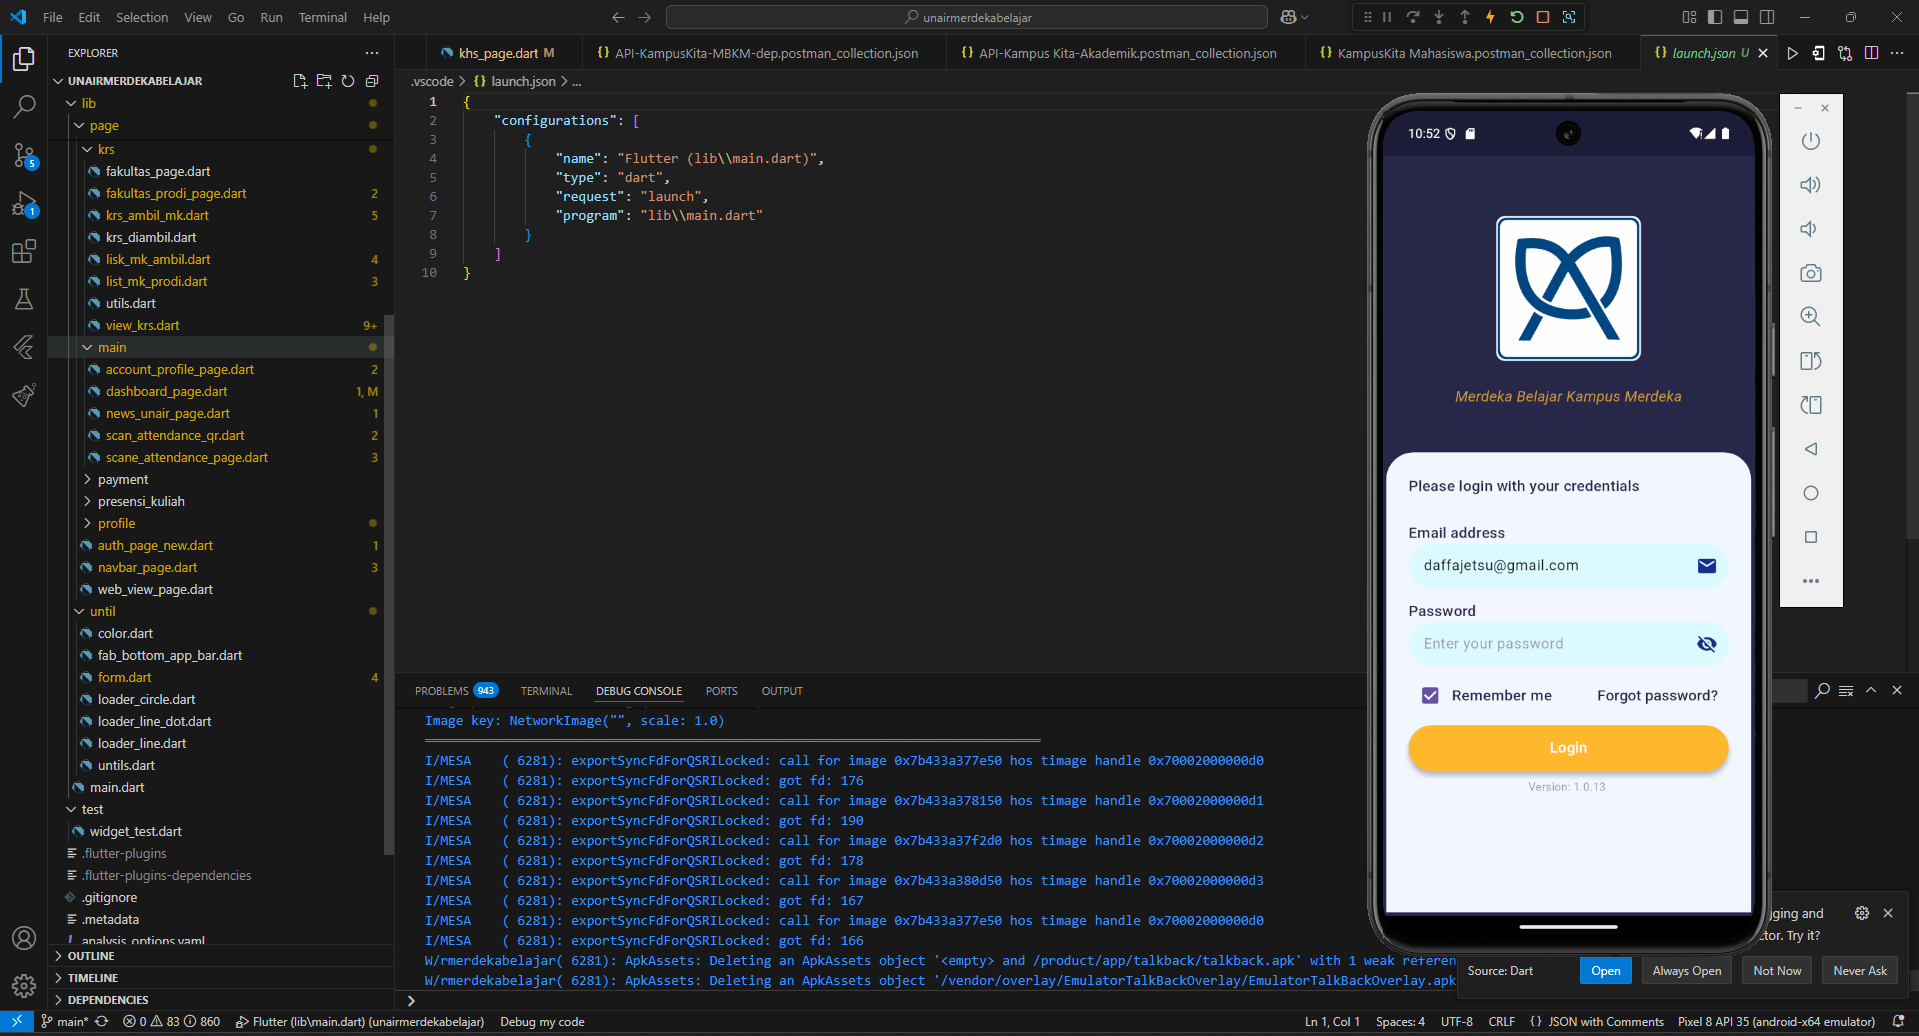 File Edit Selection View Go Run Terminal Help
unairmerdekabelajar
EXPLORER
UNAIRMERDEKABELAJAR
lib
page
krs
fakultas_page.dart
fakultas_prodi_page.dart 2
krs_ambil_mk.dart 5
krs_diambil.dart
lisk_mk_ambil.dart 4
list_mk_prodi.dart 3
utils.dart
view_krs.dart 9+
main
account_profile_page.dart 2
dashboard_page.dart 1, M
news_unair_page.dart 1
scan_attendance_qr.dart 2
scane_attendance_page.dart 3
payment
presensi_kuliah
profile
auth_page_new.dart 1
navbar_page.dart 3
web_view_page.dart
until
color.dart
fab_bottom_app_bar.dart
form.dart 4
loader_circle.dart
loader_line_dot.dart
loader_line.dart
untils.dart
main.dart
test
widget_test.dart
.flutter-plugins
.flutter-plugins-dependencies
.gitignore
.metadata
analysis_options.yaml
OUTLINE
TIMELINE
DEPENDENCIES
5
1
khs_page.dart M
{} API-KampusKita-MBKM-dep.postman_collection.json
{} API-Kampus Kita-Akademik.postman_collection.json
{} KampusKita Mahasiswa.postman_collection.json
{} launch.json U
.vscode > {} launch.json > ...
1 {
2 "configurations": [
3 {
4 "name": "Flutter (lib\\main.dart)",
5 "type": "dart",
6 "request": "launch",
7 "program": "lib\\main.dart"
8 }
9 ]
10 }
PROBLEMS 943 TERMINAL DEBUG CONSOLE PORTS OUTPUT
Image key: NetworkImage("", scale: 1.0)
I/MESA ( 6281): exportSyncFdForQSRILocked: call for image 0x7b433a377e50 hos timage handle 0x70002000000d0
I/MESA ( 6281): exportSyncFdForQSRILocked: got fd: 176
I/MESA ( 6281): exportSyncFdForQSRILocked: call for image 0x7b433a378150 hos timage handle 0x70002000000d1
I/MESA ( 6281): exportSyncFdForQSRILocked: got fd: 190
I/MESA ( 6281): exportSyncFdForQSRILocked: call for image 0x7b433a37f2d0 hos timage handle 0x70002000000d2
I/MESA ( 6281): exportSyncFdForQSRILocked: got fd: 178
I/MESA ( 6281): exportSyncFdForQSRILocked: call for image 0x7b433a380d50 hos timage handle 0x70002000000d3
I/MESA ( 6281): exportSyncFdForQSRILocked: got fd: 167
I/MESA ( 6281): exportSyncFdForQSRILocked: call for image 0x7b433a377e50 hos timage handle 0x70002000000d0
I/MESA ( 6281): exportSyncFdForQSRILocked: got fd: 166
W/rmerdekabelajar( 6281): ApkAssets: Deleting an ApkAssets object '<empty> and /product/app/talkback/talkback.apk' with 1 weak referen
W/rmerdekabelajar( 6281): ApkAssets: Deleting an ApkAssets object '/vendor/overlay/EmulatorTalkBackOverlay/EmulatorTalkBackOverlay.apk
10:52
Merdeka Belajar Kampus Merdeka
Please login with your credentials
Email address
daffajetsu@gmail.com
Password
Enter your password
Remember me Forgot password?
Login
Version: 1.0.13
gging and
ctor. Try it?
Source: Dart Open Always Open Not Now Never Ask
main* 0 83 860 Flutter (lib\main.dart) (unairmerdekabelajar) Debug my code
Ln 1, Col 1 Spaces: 4 UTF-8 CRLF {} JSON with Comments Pixel 8 API 35 (android-x64 emulator)